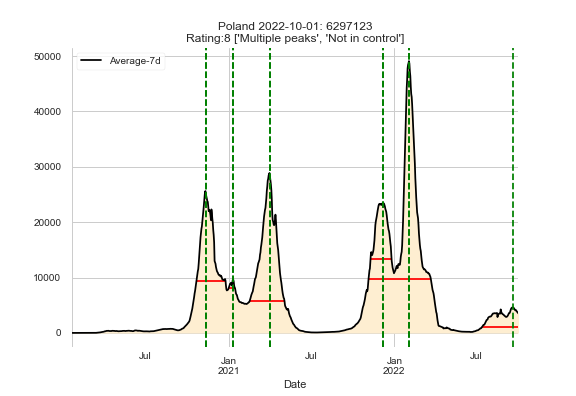 Poland 2022-10-01: 6297123
Rating:8 ['Multiple peaks', 'Not in control']
Average-7d
50000
40000
30000
20000
10000
0
Jul
Jan
2021
Jul
Jan
2022
Jul
Date